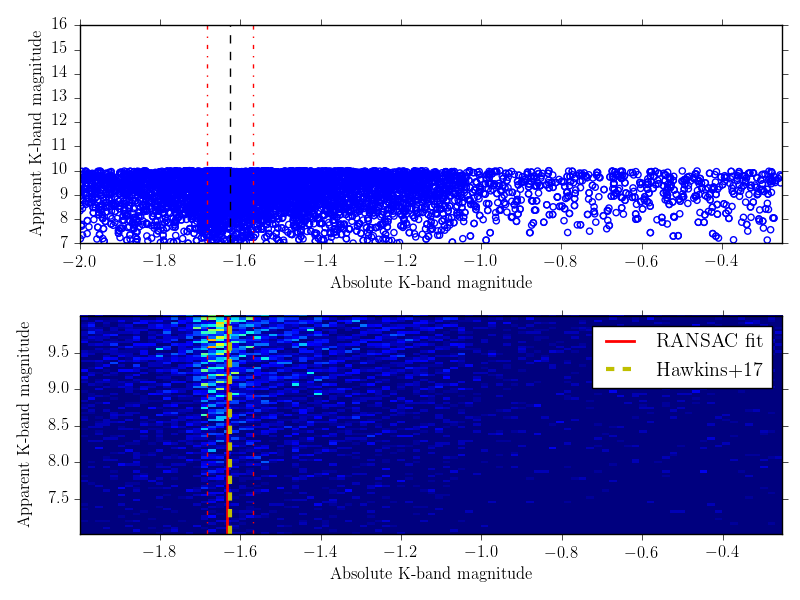 Apparent K-band magnitude
16
15
14
13
12
11
10
9
8
7
−2.0 −1.8 −1.6 −1.4 −1.2 −1.0 −0.8 −0.6 −0.4
Absolute K-band magnitude
Apparent K-band magnitude
9.5
9.0
8.5
8.0
7.5
RANSAC fit
Hawkins+17
−1.8 −1.6 −1.4 −1.2 −1.0 −0.8 −0.6 −0.4
Absolute K-band magnitude